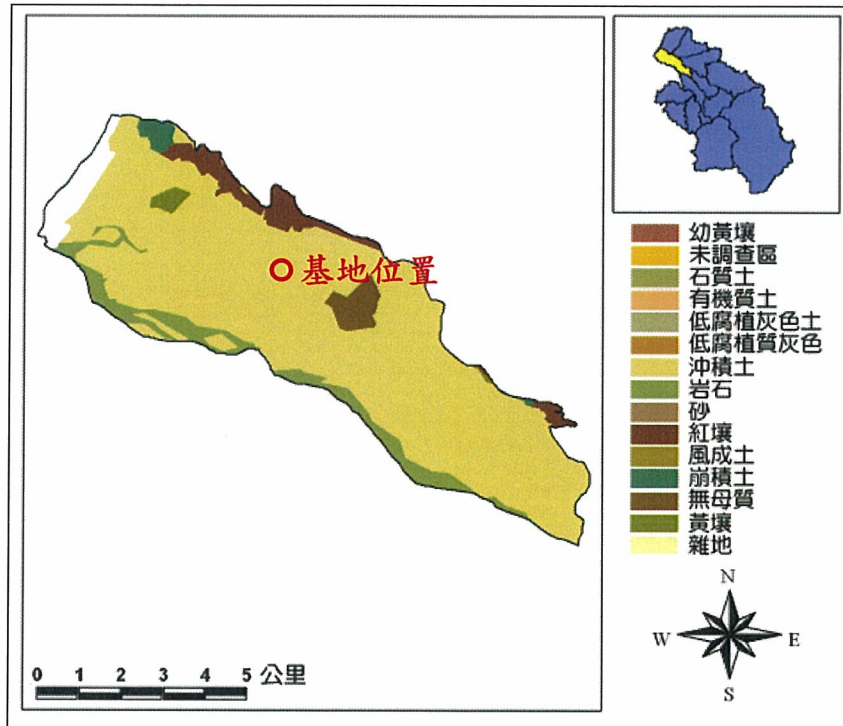 基地位置
幼黃壤
未調查區
石質土
有機質土
低腐植灰色土
低腐植質灰色
沖積土
岩石
砂
紅壤
風成土
崩積土
無母質
黃壤
雜地
N
W E
S
0 1 2 3 4 5 公里